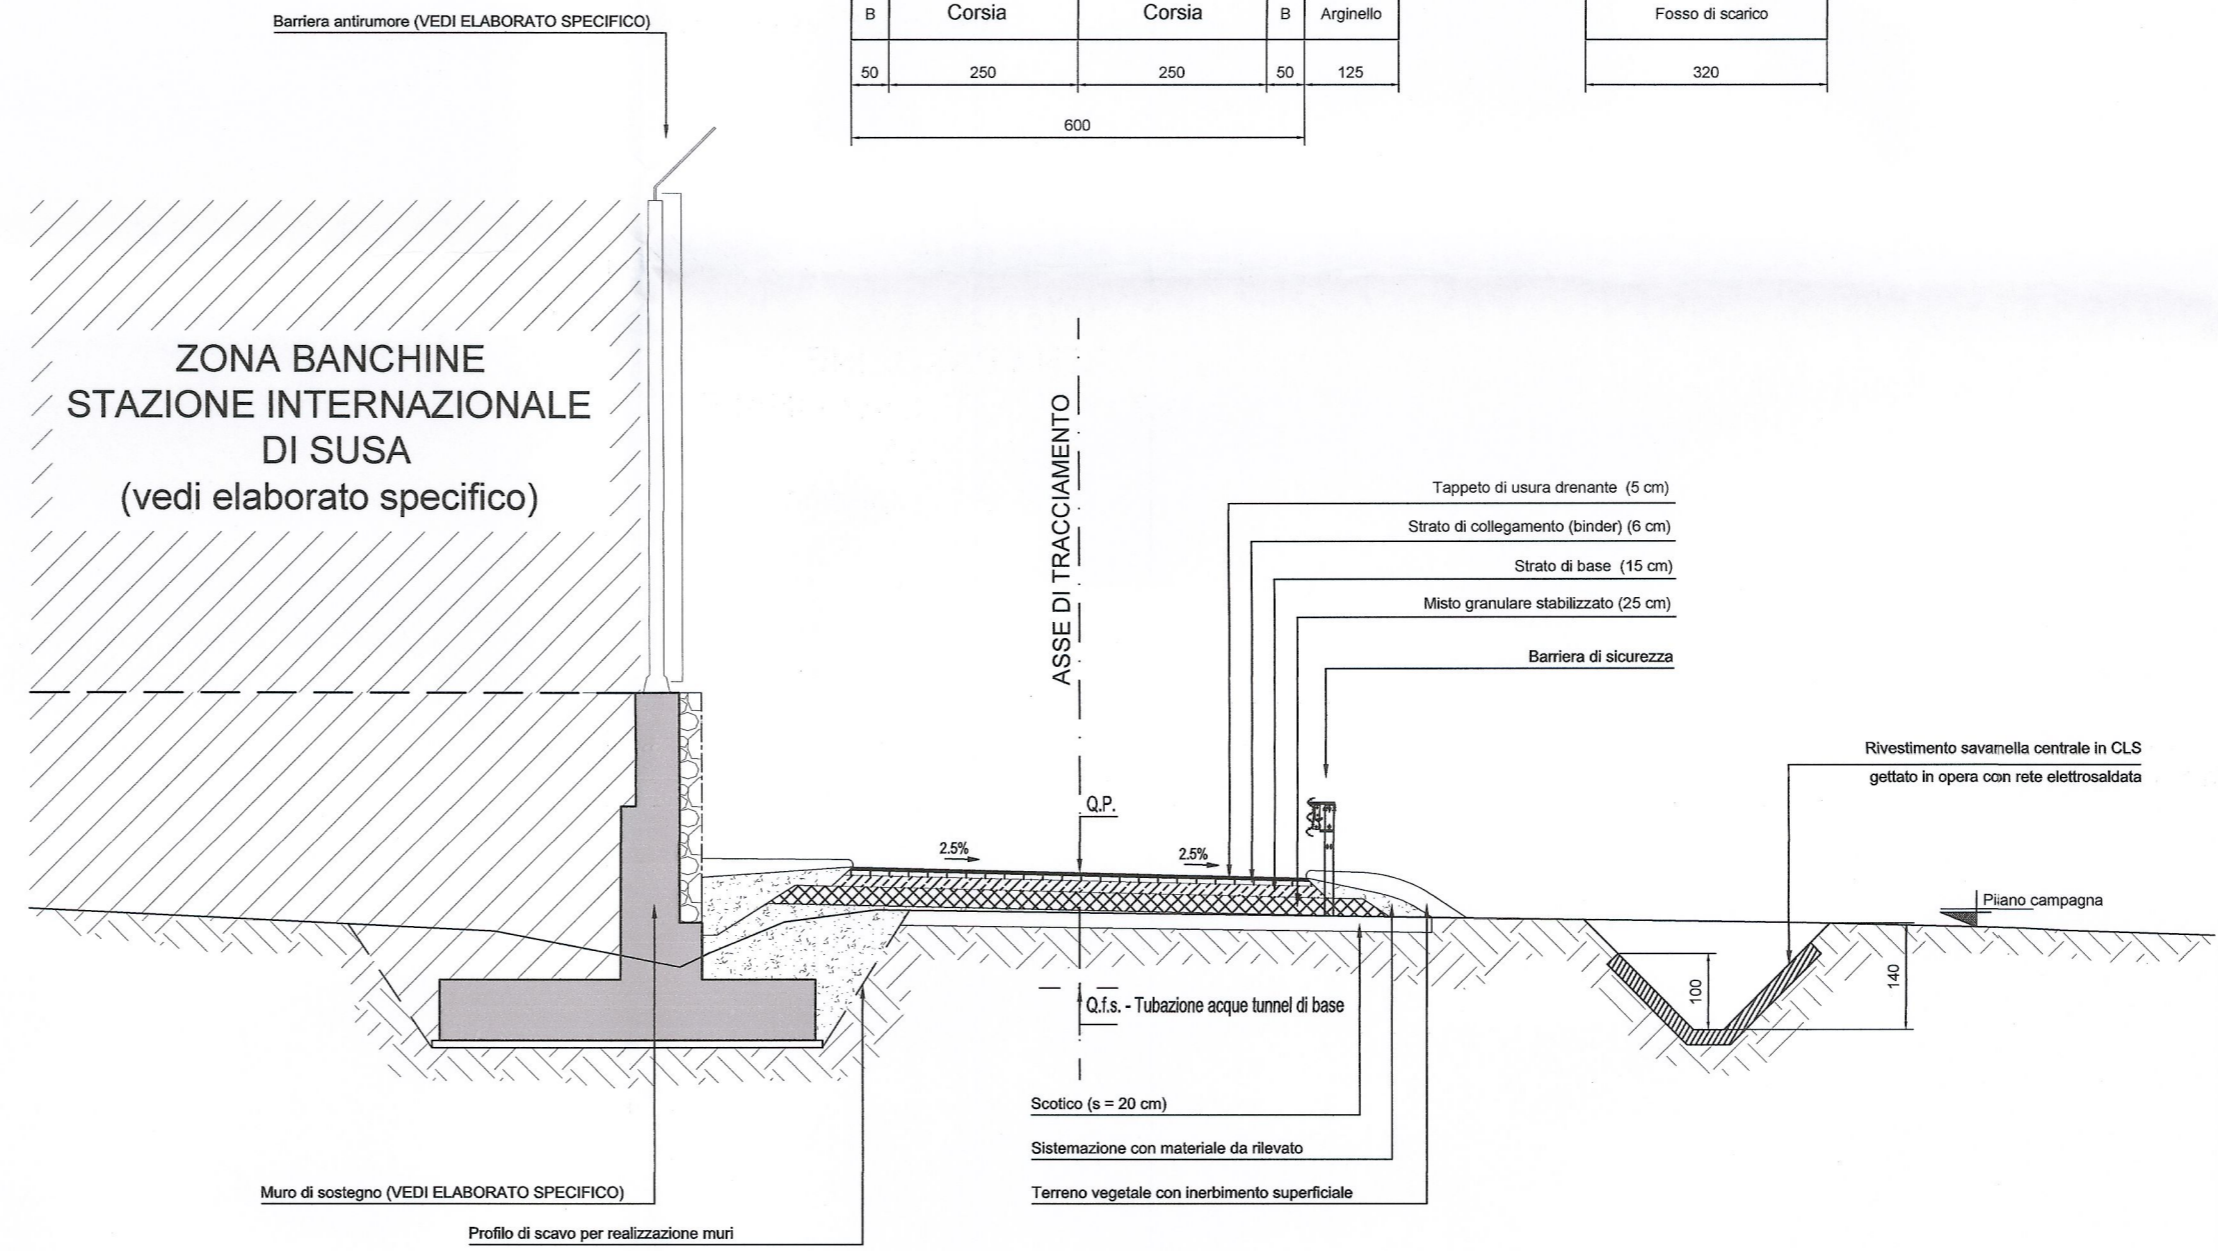 Barriera antirumore (VEDI ELABORATO SPECIFICO)
B Corsia Corsia B Arginello Fosso di scarico
50 250 250 50 125 320
600
ZONA BANCHINE
STAZIONE INTERNAZIONALE
DI SUSA
(vedi elaborato specifico)
ASSE DI TRACCIAMENTO
Tappeto di usura drenante (5 cm)
Strato di collegamento (binder) (6 cm)
Strato di base (15 cm)
Misto granulare stabilizzato (25 cm)
Barriera di sicurezza
Rivestimento savanella centrale in CLS
gettato in opera con rete elettrosaldata
Q.P.
2.5% 2.5%
Piano campagna
100
140
Q.f.s. - Tubazione acque tunnel di base
Scotico (s = 20 cm)
Sistemazione con materiale da rilevato
Terreno vegetale con inerbimento superficiale
Muro di sostegno (VEDI ELABORATO SPECIFICO)
Profilo di scavo per realizzazione muri